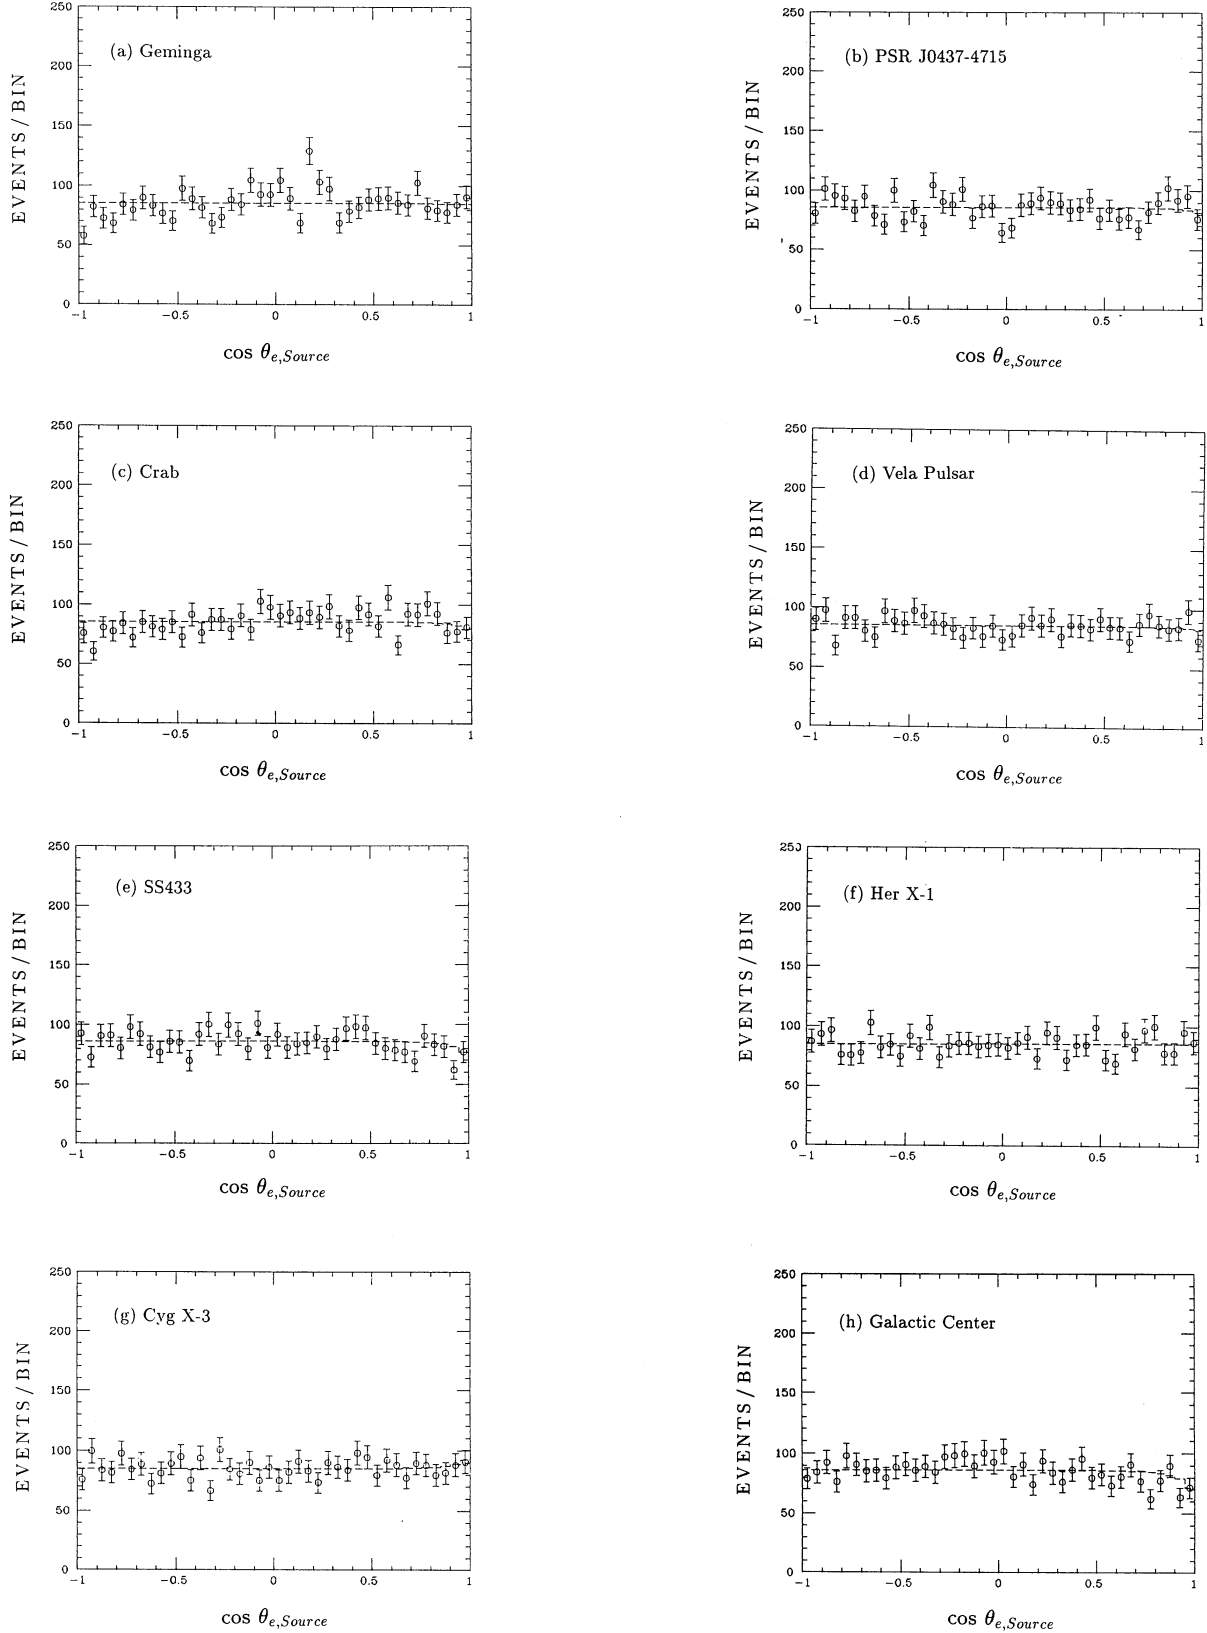 250
200
150
100
50
0
EVENTS/BIN
(a) Geminga
−1 −0.5 0 0.5 1
cos θe,Source
250
200
150
100
50
0
EVENTS/BIN
(b) PSR J0437-4715
−1 −0.5 0 0.5 1
cos θe,Source
250
200
150
100
50
0
EVENTS/BIN
(c) Crab
−1 −0.5 0 0.5 1
cos θe,Source
250
200
150
100
50
0
EVENTS/BIN
(d) Vela Pulsar
−1 −0.5 0 0.5 1
cos θe,Source
250
200
150
100
50
0
EVENTS/BIN
(e) SS433
−1 −0.5 0 0.5 1
cos θe,Source
250
200
150
100
50
0
EVENTS/BIN
(f) Her X-1
−1 −0.5 0 0.5 1
cos θe,Source
250
200
150
100
50
0
EVENTS/BIN
(g) Cyg X-3
−1 −0.5 0 0.5 1
cos θe,Source
250
200
150
100
50
0
EVENTS/BIN
(h) Galactic Center
−1 −0.5 0 0.5 1
cos θe,Source